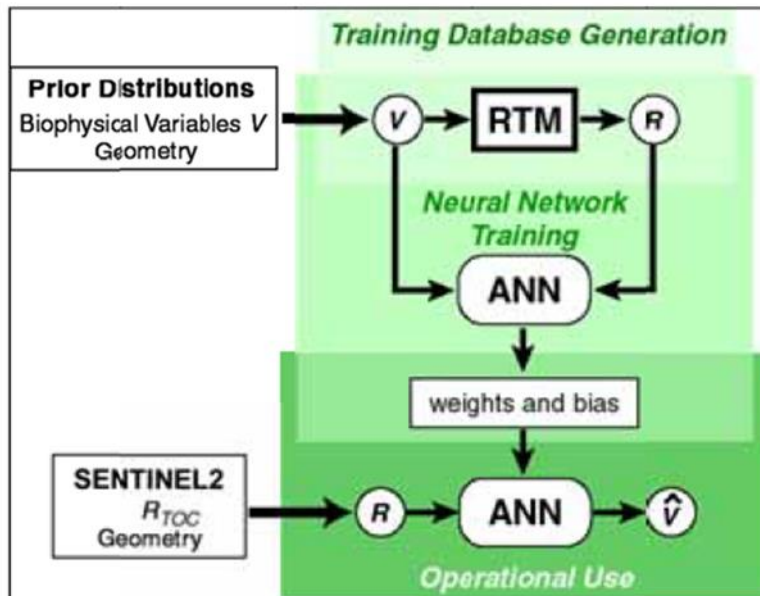 Training Database Generation
Prior Distributions
Biophysical Variables V
Geometry
V
RTM
R
Neural Network
Training
ANN
weights and bias
SENTINEL2
R_TOC
Geometry
R
ANN
V̂
Operational Use